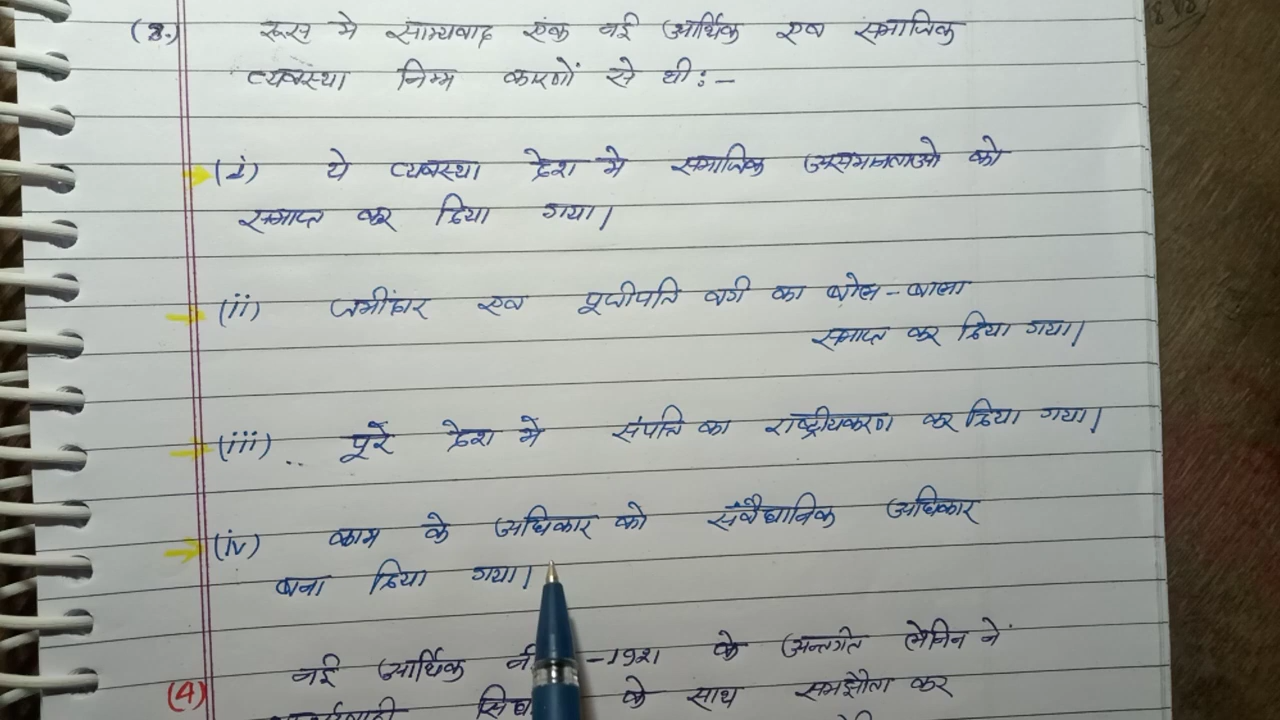 (3.) रूस मे साम्यवाद एक नई आर्थिक एव समाजिक
व्यवस्था निम्न कारणों से थी:-
(i) ये व्यवस्था देश मे समाजिक असमानताओ को
समाप्त कर दिया गया।
(ii) जमींदार एव पूंजीपति वर्ग का बोल-बाला
समाप्त कर दिया गया।
(iii) पूरे देश में संपत्ति का राष्ट्रीयकरण कर दिया गया।
(iv) काम के अधिकार को संवैधानिक अधिकार
बना दिया गया।
(4) नई आर्थिक -1921 के अन्तर्गत लेनिन ने
के साथ समझौता कर